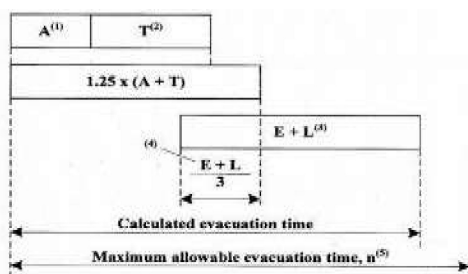 A(1) T(2)
1.25 x (A + T)
E + L(3)
(4)
E + L
3
Calculated evacuation time
Maximum allowable evacuation time, n(5)